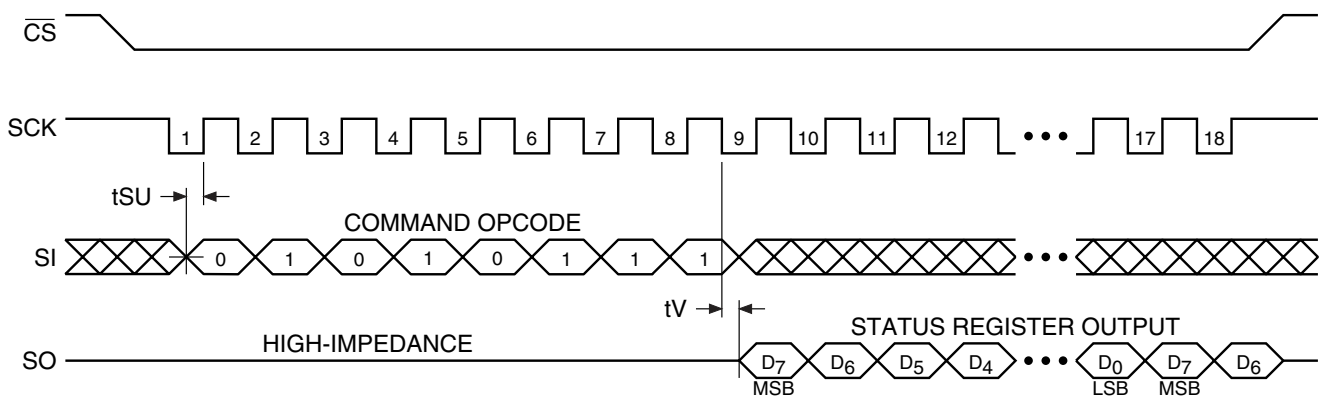 CS
SCK 1 2 3 4 5 6 7 8 9 10 11 12 17 18
tSU
COMMAND OPCODE
SI 0 1 0 1 0 1 1 1
tV
STATUS REGISTER OUTPUT
HIGH-IMPEDANCE
SO D7 D6 D5 D4 D0 D7 D6
MSB LSB MSB